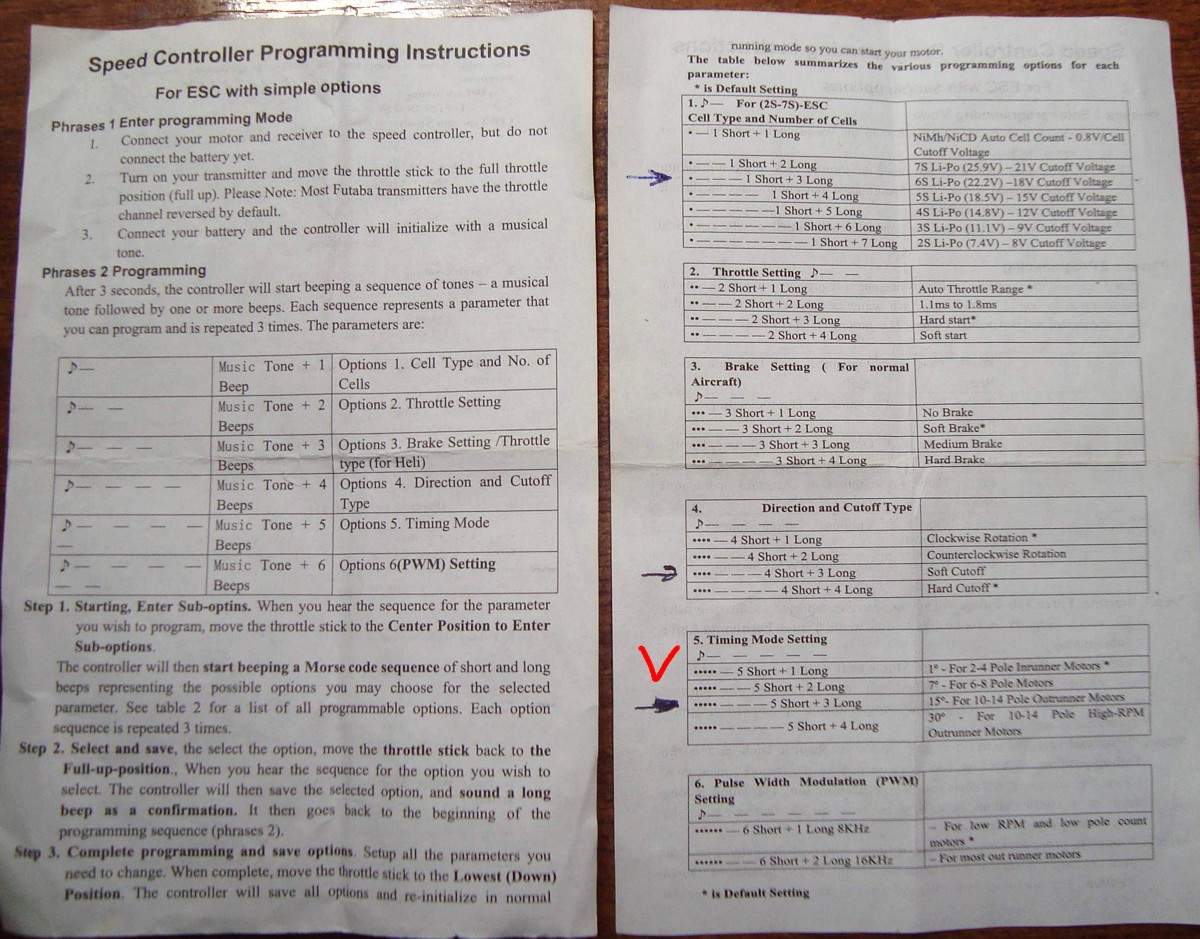 Speed Controller Programming Instructions
For ESC with simple options
Phrases 1 Enter programming Mode
1. Connect your motor and receiver to the speed controller, but do not
connect the battery yet.
2. Turn on your transmitter and move the throttle stick to the full throttle
position (full up). Please Note: Most Futaba transmitters have the throttle
channel reversed by default.
3. Connect your battery and the controller will initialize with a musical
tone.
Phrases 2 Programming
After 3 seconds, the controller will start beeping a sequence of tones – a musical
tone followed by one or more beeps. Each sequence represents a parameter that
you can program and is repeated 3 times. The parameters are:
♪— Music Tone + 1 Options 1. Cell Type and No. of
Beep Cells
♪— — Music Tone + 2 Options 2. Throttle Setting
Beeps
♪— — — Music Tone + 3 Options 3. Brake Setting /Throttle
Beeps type (for Heli)
♪— — — — Music Tone + 4 Options 4. Direction and Cutoff
Beeps Type
♪— — — — Music Tone + 5 Options 5. Timing Mode
— Beeps
♪— — — — Music Tone + 6 Options 6(PWM) Setting
— — Beeps
Step 1. Starting, Enter Sub-optins. When you hear the sequence for the parameter
you wish to program, move the throttle stick to the Center Position to Enter
Sub-options.
The controller will then start beeping a Morse code sequence of short and long
beeps representing the possible options you may choose for the selected
parameter. See table 2 for a list of all programmable options. Each option
sequence is repeated 3 times.
Step 2. Select and save, the select the option, move the throttle stick back to the
Full-up-position., When you hear the sequence for the option you wish to
select. The controller will then save the selected option, and sound a long
beep as a confirmation. It then goes back to the beginning of the
programming sequence (phrases 2).
Step 3. Complete programming and save options. Setup all the parameters you
need to change. When complete, move the throttle stick to the Lowest (Down)
Position. The controller will save all options and re-initialize in normal
running mode so you can start your motor.
The table below summarizes the various programming options for each
parameter:
* is Default Setting
1. ♪— For (2S-7S)-ESC
Cell Type and Number of Cells
• — 1 Short + 1 Long NiMh/NiCD Auto Cell Count - 0.8V/Cell
Cutoff Voltage
• — — 1 Short + 2 Long 7S Li-Po (25.9V) – 21V Cutoff Voltage
• — — — 1 Short + 3 Long 6S Li-Po (22.2V) –18V Cutoff Voltage
• — — — — 1 Short + 4 Long 5S Li-Po (18.5V) – 15V Cutoff Voltage
• — — — — — 1 Short + 5 Long 4S Li-Po (14.8V) – 12V Cutoff Voltage
• — — — — — — 1 Short + 6 Long 3S Li-Po (11.1V) – 9V Cutoff Voltage
• — — — — — — — 1 Short + 7 Long 2S Li-Po (7.4V) – 8V Cutoff Voltage
2. Throttle Setting ♪— —
•• — 2 Short + 1 Long Auto Throttle Range *
•• — — 2 Short + 2 Long 1.1ms to 1.8ms
•• — — — 2 Short + 3 Long Hard start*
•• — — — — 2 Short + 4 Long Soft start
3. Brake Setting ( For normal
Aircraft)
♪— — —
••• — 3 Short + 1 Long No Brake
••• — — 3 Short + 2 Long Soft Brake*
••• — — — 3 Short + 3 Long Medium Brake
••• — — — — 3 Short + 4 Long Hard Brake
4. Direction and Cutoff Type
♪— — — —
•••• — 4 Short + 1 Long Clockwise Rotation *
•••• — — 4 Short + 2 Long Counterclockwise Rotation
•••• — — — 4 Short + 3 Long Soft Cutoff
•••• — — — — 4 Short + 4 Long Hard Cutoff *
5. Timing Mode Setting
♪— — — — —
••••• — 5 Short + 1 Long 1° - For 2-4 Pole Inrunner Motors *
••••• — — 5 Short + 2 Long 7° - For 6-8 Pole Motors
••••• — — — 5 Short + 3 Long 15°- For 10-14 Pole Outrunner Motors
••••• — — — — 5 Short + 4 Long 30° - For 10-14 Pole High-RPM
Outrunner Motors
6. Pulse Width Modulation (PWM)
Setting
♪— — — — — —
•••••• — 6 Short + 1 Long 8KHz – For low RPM and low pole count
motors *
•••••• — — 6 Short + 2 Long 16KHz – For most out runner motors
* is Default Setting